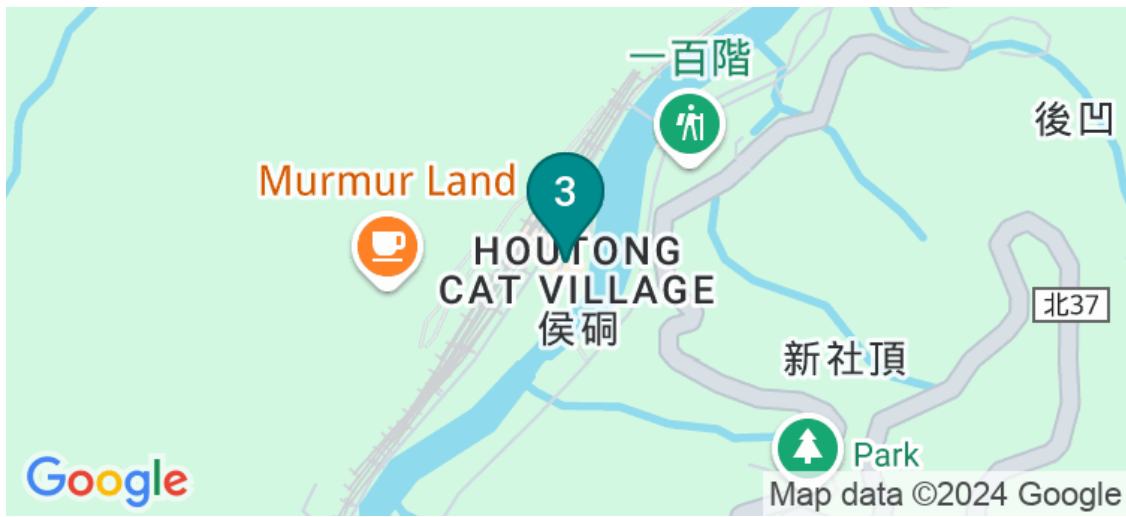 一百階
後凹
Murmur Land
3
HOUTONG
CAT VILLAGE
侯硐
北37
新社頂
Park
Google
Map data ©2024 Google